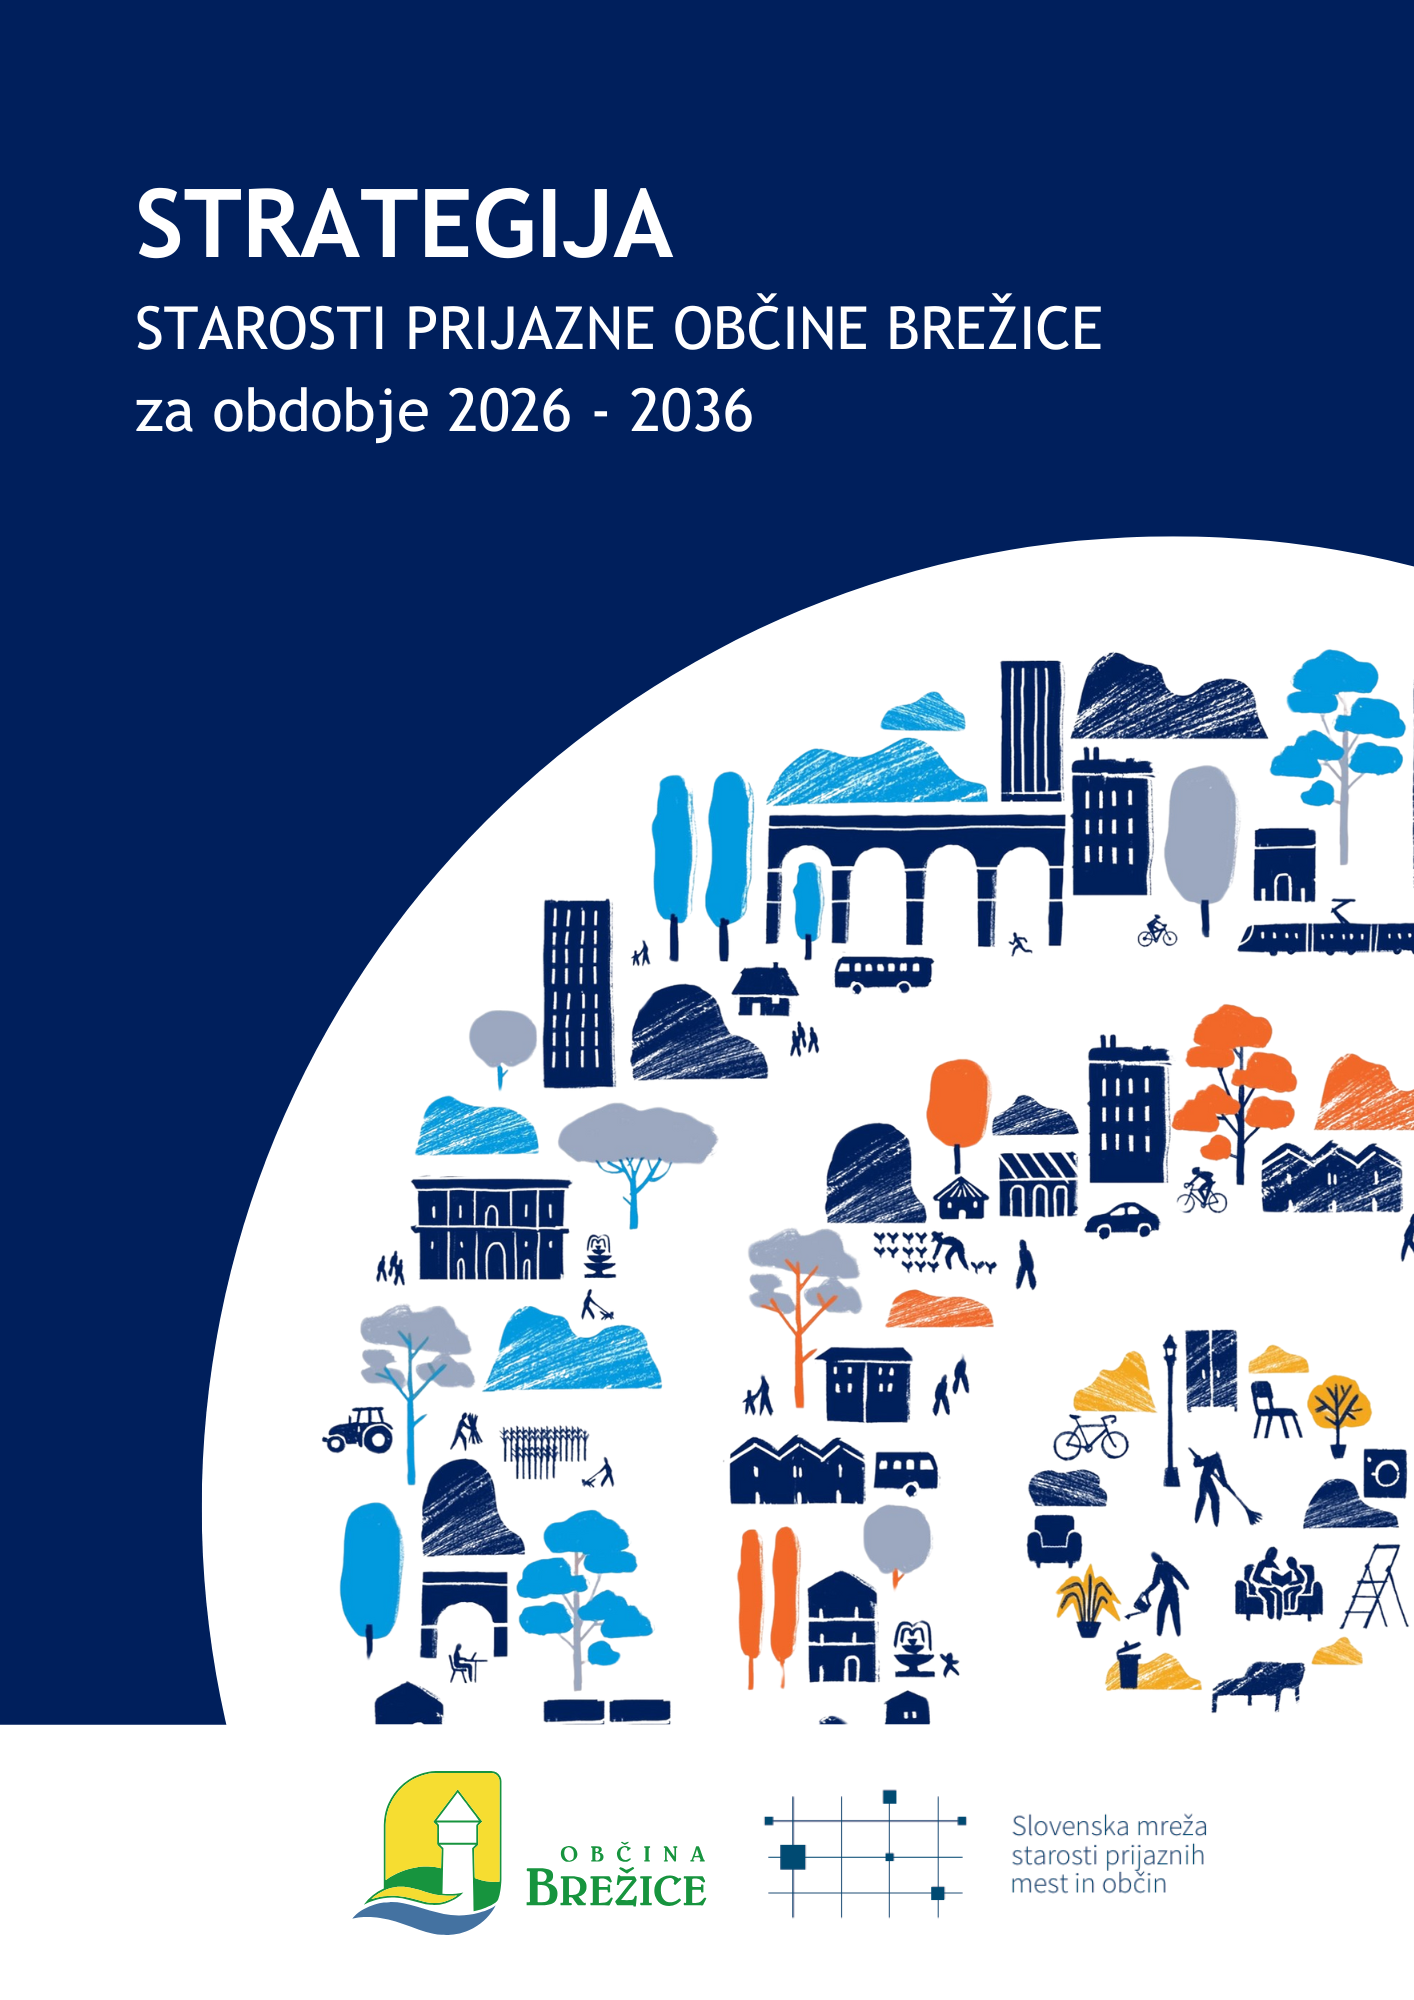 STRATEGIJA
STAROSTI PRIJAZNE OBČINE BREŽICE
za obdobje 2026 - 2036
OBČINA
BREŽICE
Slovenska mreža
starosti prijaznih
mest in občin